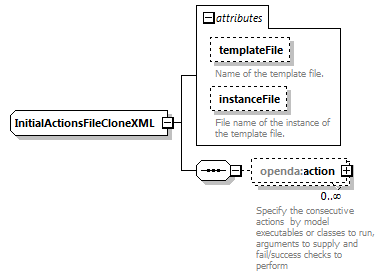 attributes
templateFile
Name of the template file.
instanceFile
File name of the instance of
the template file.
InitialActionsFileCloneXML
openda:action
0..∞
Specify the consecutive
actions by model
executables or classes to run,
arguments to supply and
fail/success checks to
perform